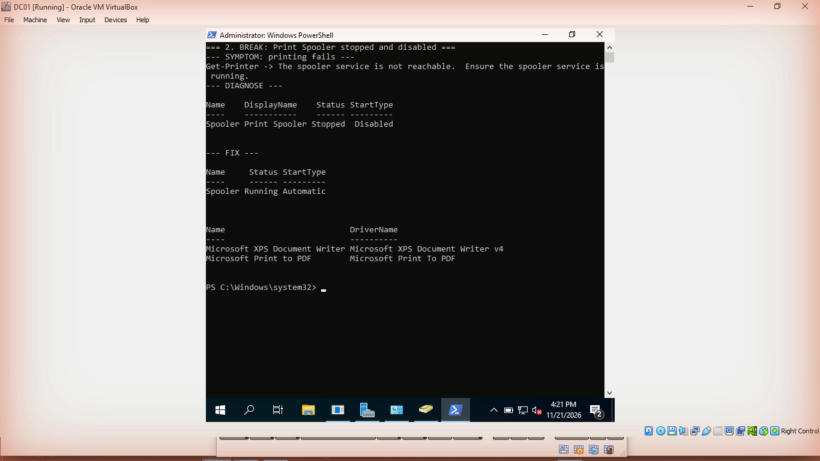 DC01 [Running] - Oracle VM VirtualBox
File Machine View Input Devices Help
Administrator: Windows PowerShell
=== 2. BREAK: Print Spooler stopped and disabled ===
--- SYMPTOM: printing fails ---
Get-Printer -> The spooler service is not reachable.  Ensure the spooler service is
 running.
--- DIAGNOSE ---
Name    DisplayName    Status StartType
----    -----------    ------ ---------
Spooler Print Spooler Stopped  Disabled
--- FIX ---
Name     Status StartType
----     ------ ---------
Spooler Running Automatic
Name                          DriverName
----                          ----------
Microsoft XPS Document Writer Microsoft XPS Document Writer v4
Microsoft Print to PDF        Microsoft Print To PDF
PS C:\Windows\system32>
4:21 PM
11/21/2026
2
Right Control